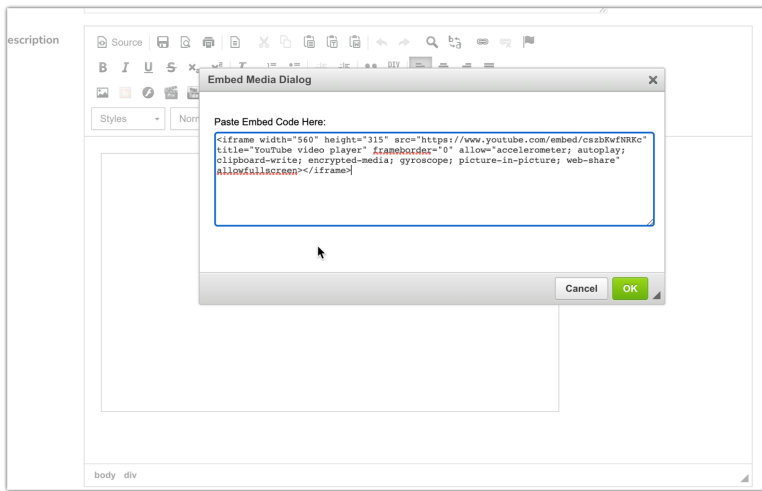 escription
Source
B I U S
Embed Media Dialog
Styles
Norm
Paste Embed Code Here:
<iframe width="560" height="315" src="https://www.youtube.com/embed/cszbKwfNRKc"
title="YouTube video player" frameborder="0" allow="accelerometer; autoplay;
clipboard-write; encrypted-media; gyroscope; picture-in-picture; web-share"
allowfullscreen></iframe>
Cancel OK
body div